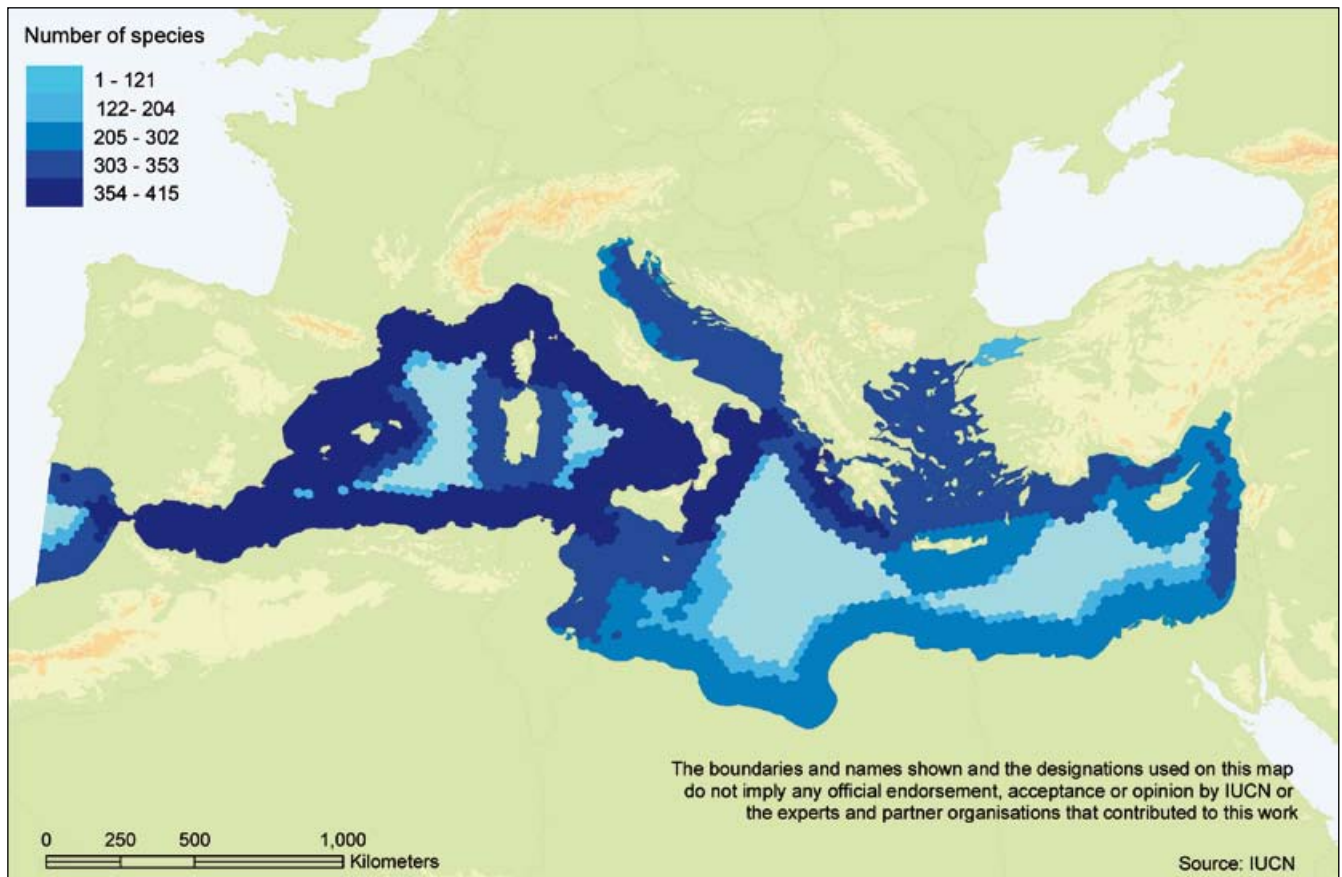 Number of species
1 - 121
122- 204
205 - 302
303 - 353
354 - 415
The boundaries and names shown and the designations used on this map
do not imply any official endorsement, acceptance or opinion by IUCN or
the experts and partner organisations that contributed to this work
0 250 500 1,000
Kilometers
Source: IUCN